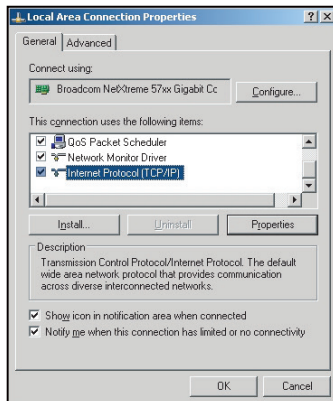 Local Area Connection Properties
General
Advanced
Connect using:
Broadcom NetXtreme 57xx Gigabit Cc
Configure...
This connection uses the following items:
QoS Packet Scheduler
Network Monitor Driver
Internet Protocol (TCP/IP)
Install...
Uninstall
Properties
Description
Transmission Control Protocol/Internet Protocol. The default
wide area network protocol that provides communication
across diverse interconnected networks.
Show icon in notification area when connected
Notify me when this connection has limited or no connectivity
OK
Cancel